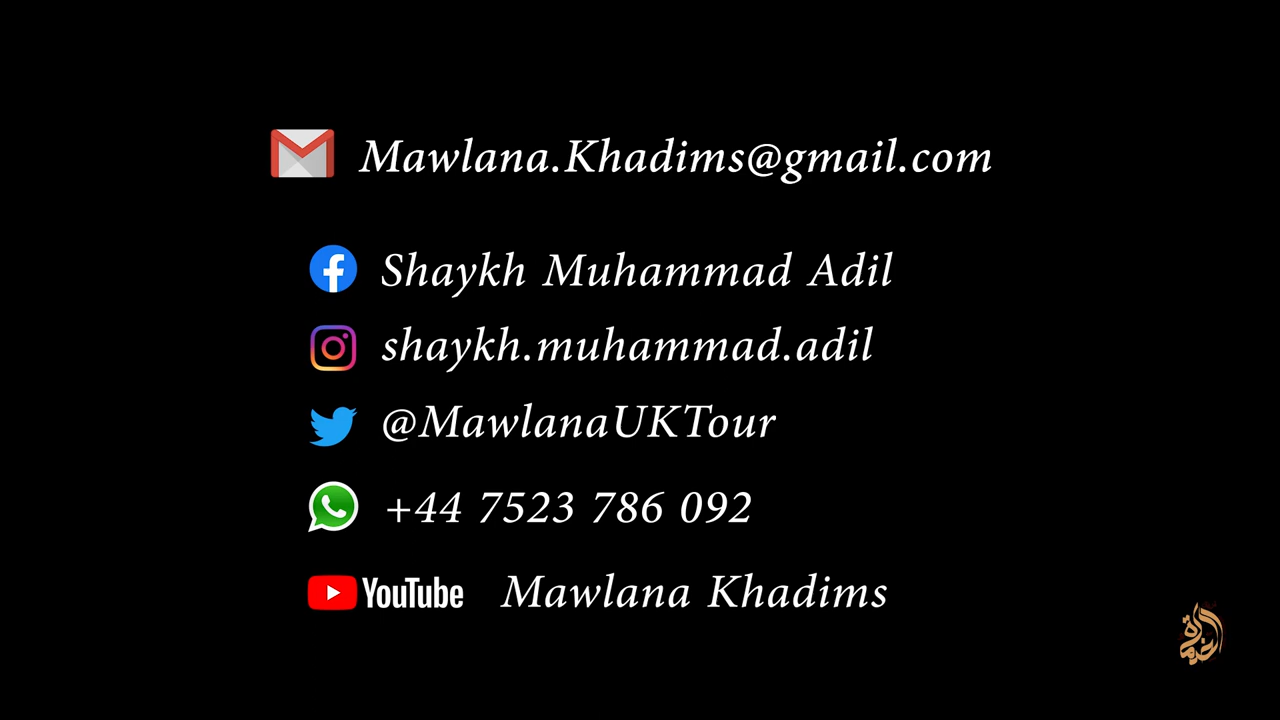 Mawlana.Khadims@gmail.com
Shaykh Muhammad Adil
shaykh.muhammad.adil
@MawlanaUKTour
+44 7523 786 092
YouTube Mawlana Khadims